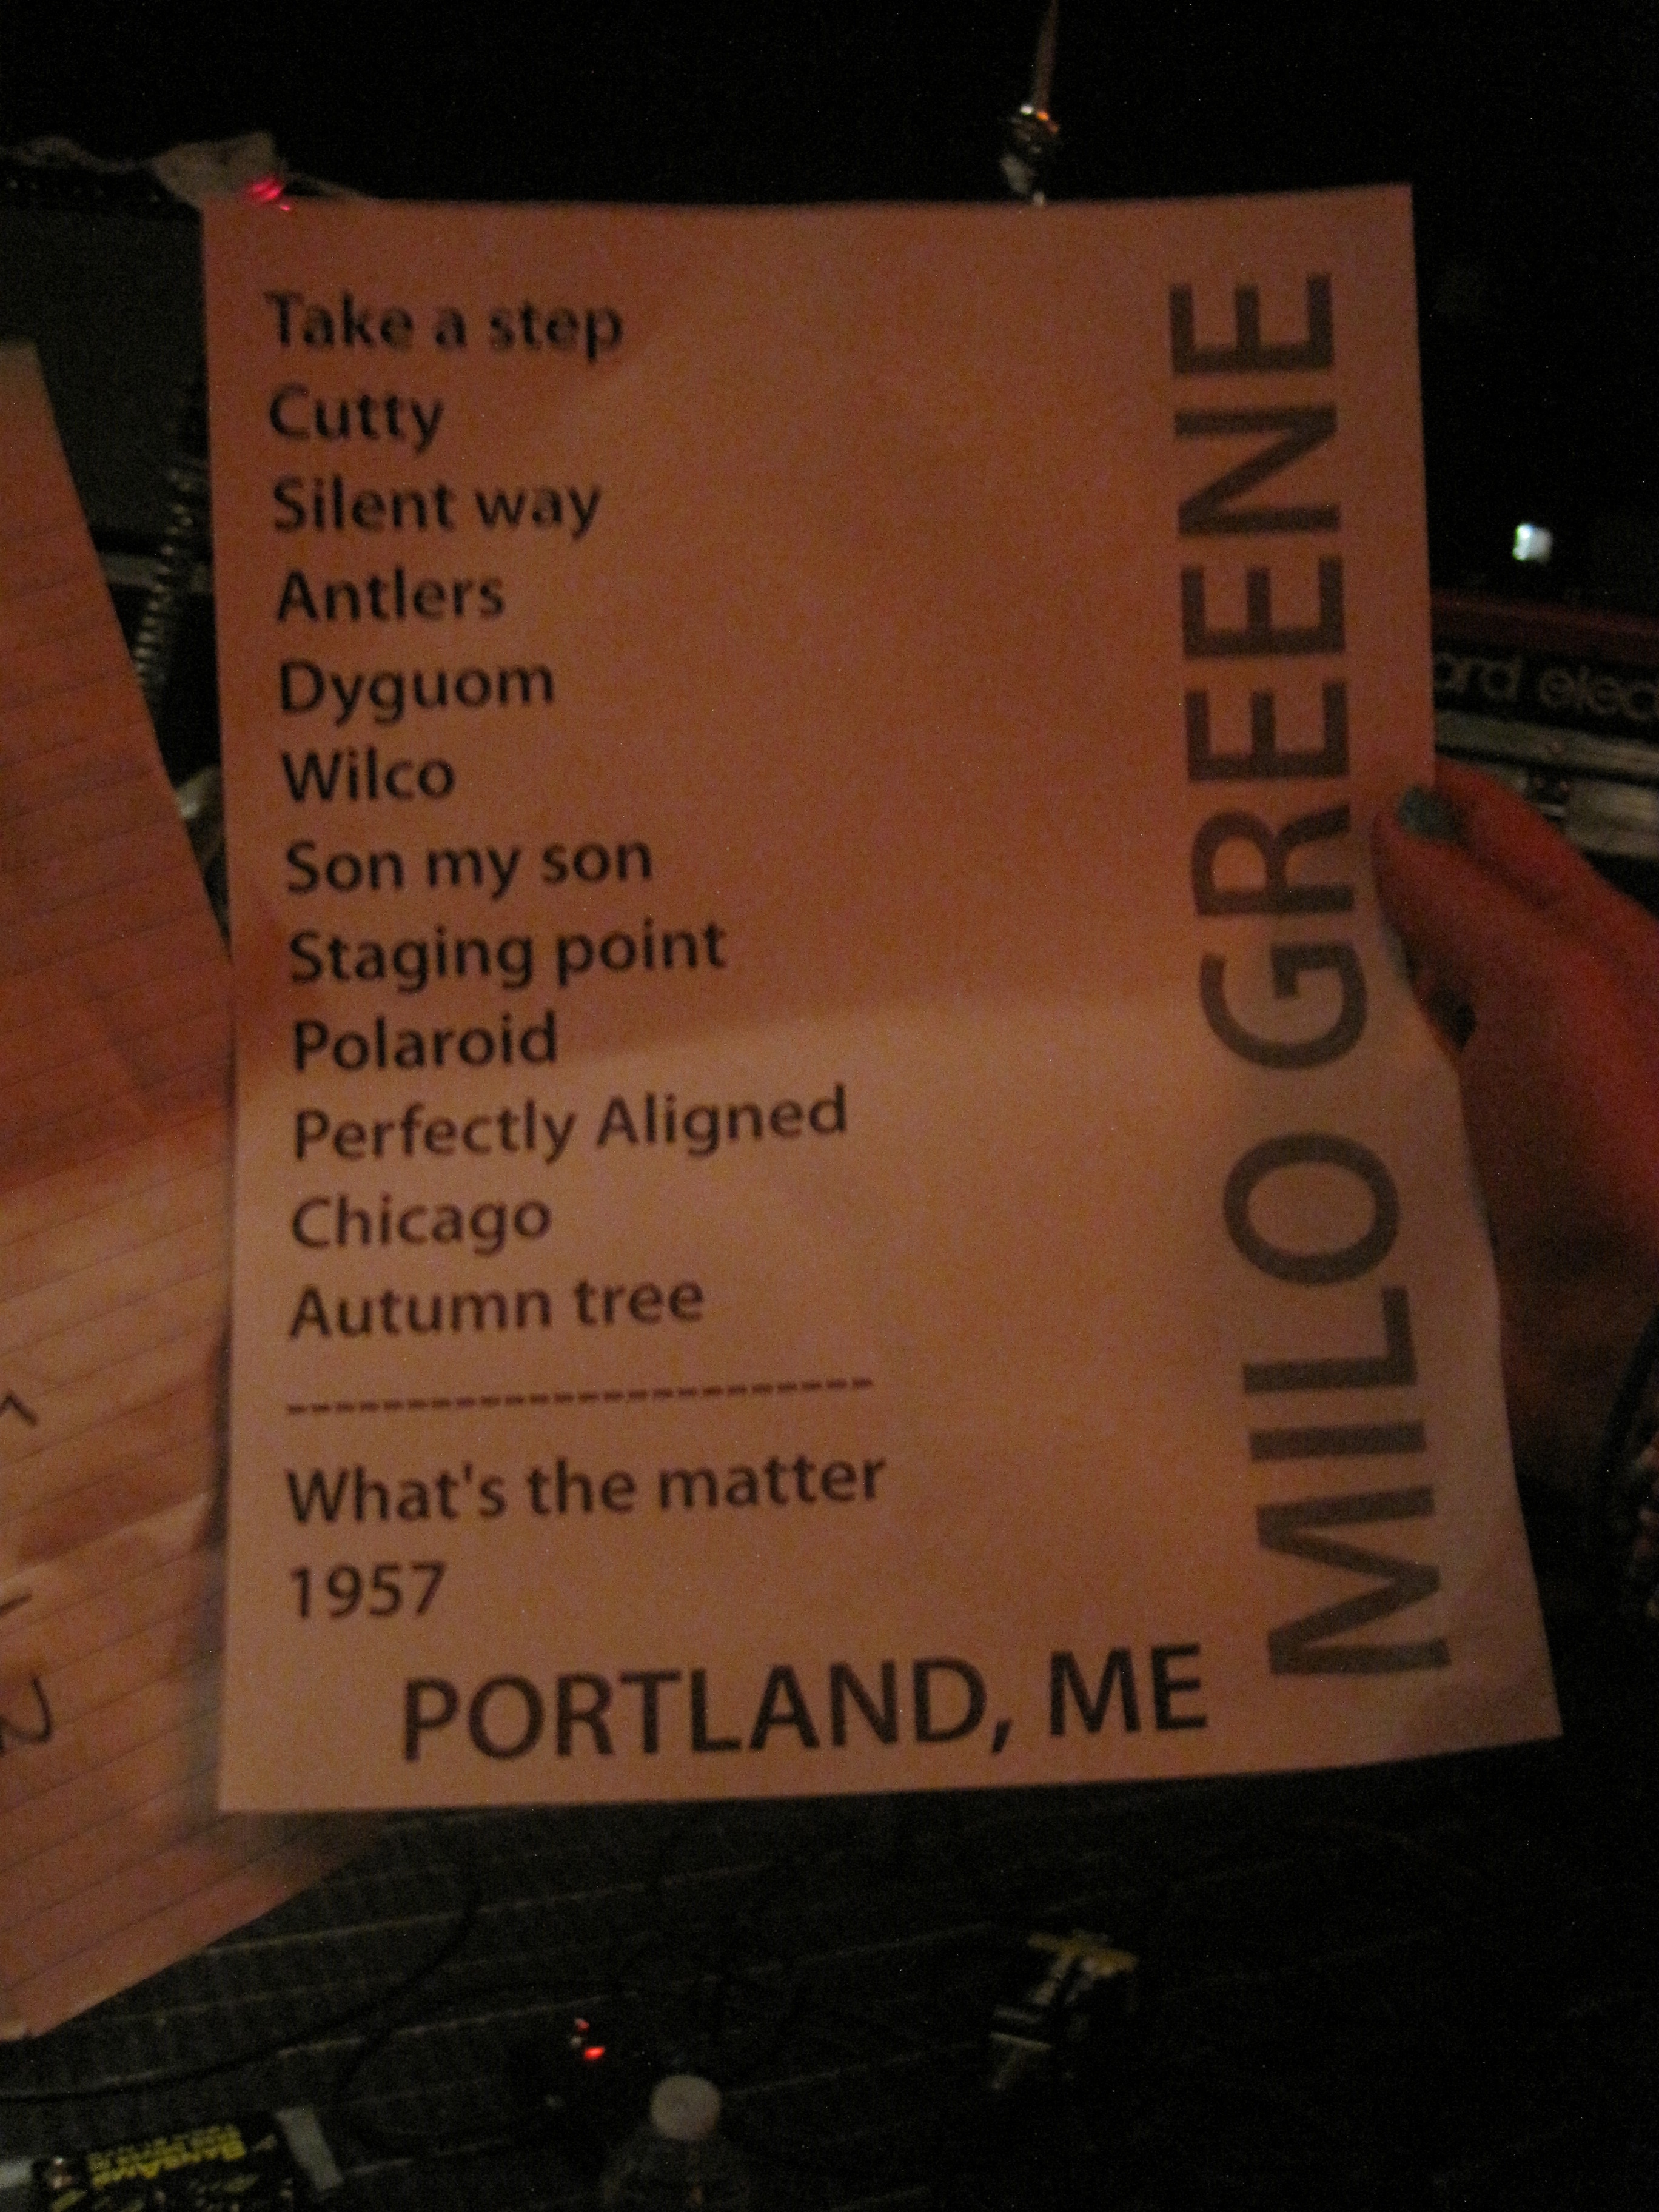 Take a step
Cutty
Silent way
Antlers
Dyguom
Wilco
Son my son
Staging point
Polaroid
Perfectly Aligned
Chicago
Autumn tree
-------------------------
What's the matter
1957
PORTLAND, ME
MILO GREENE